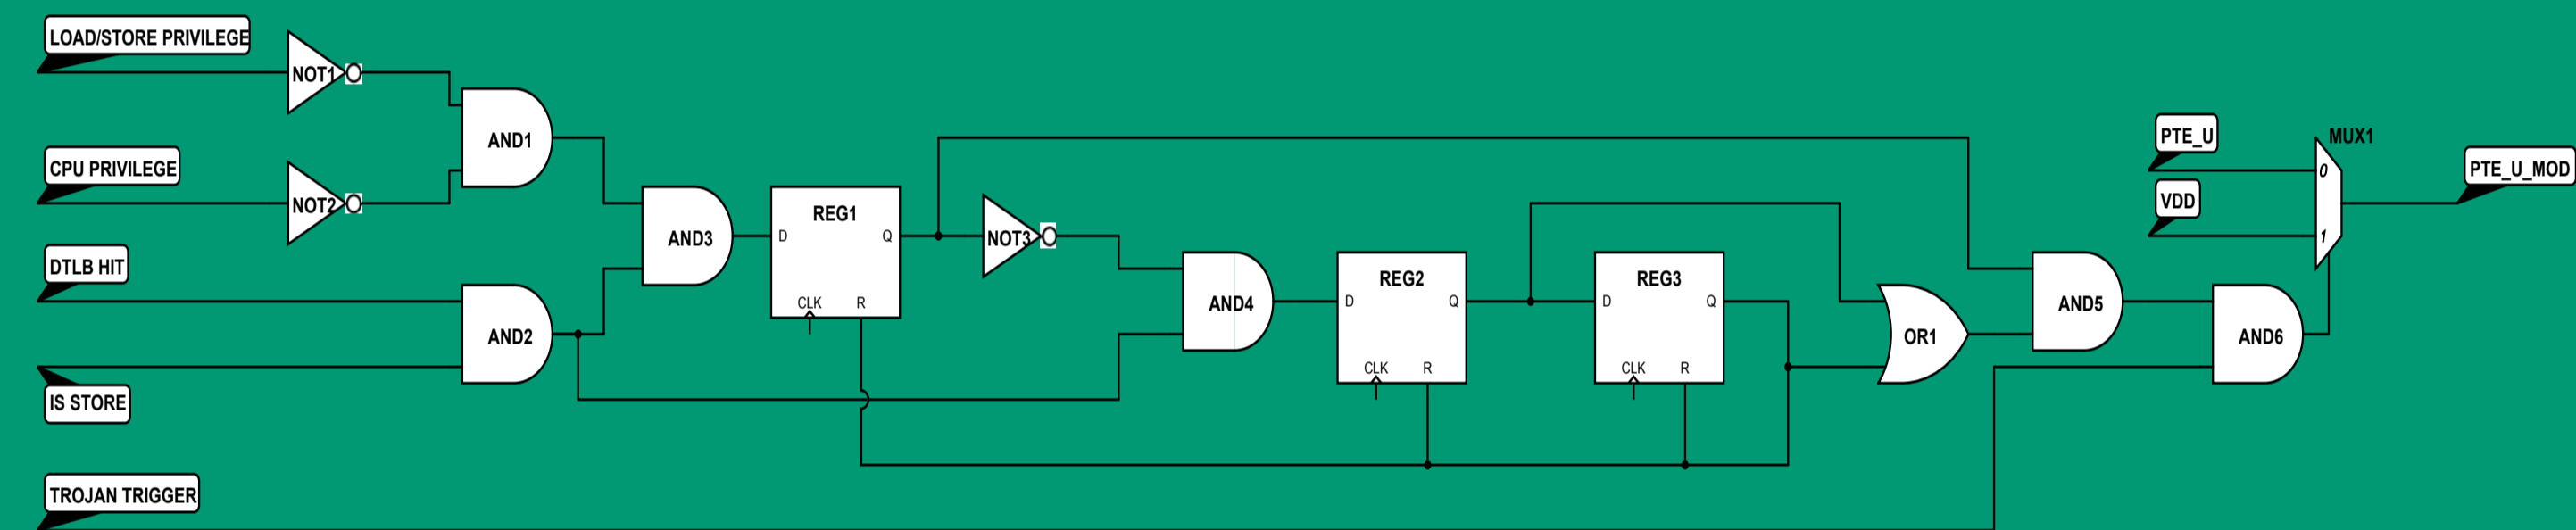 LOAD/STORE PRIVILEGE
NOT1
AND1
CPU PRIVILEGE
NOT2
DTLB HIT
AND2
IS STORE
TROJAN TRIGGER
AND3
REG1
D
Q
CLK
R
NOT3
AND4
REG2
D
Q
CLK
R
REG3
D
Q
CLK
R
OR1
AND5
AND6
PTE_U
VDD
MUX1
0
1
PTE_U_MOD